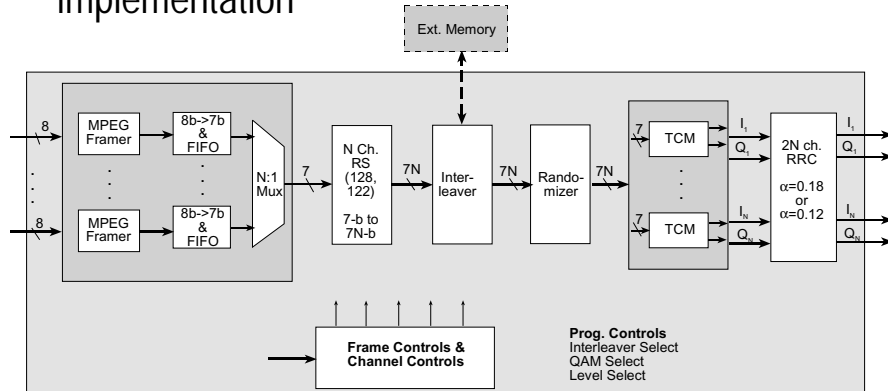 Implementation
Ext. Memory
8
MPEG
Framer
8b->7b
&
FIFO
N:1
Mux
7
N Ch.
RS
(128,
122)
7-b to
7N-b
7N
Inter-
leaver
7N
Rando-
mizer
7N
7
TCM
I1
Q1
2N ch.
RRC
α=0.18
or
α=0.12
I1
Q1
8
MPEG
Framer
8b->7b
&
FIFO
7
TCM
IN
QN
IN
QN
Frame Controls &
Channel Controls
Prog. Controls
Interleaver Select
QAM Select
Level Select